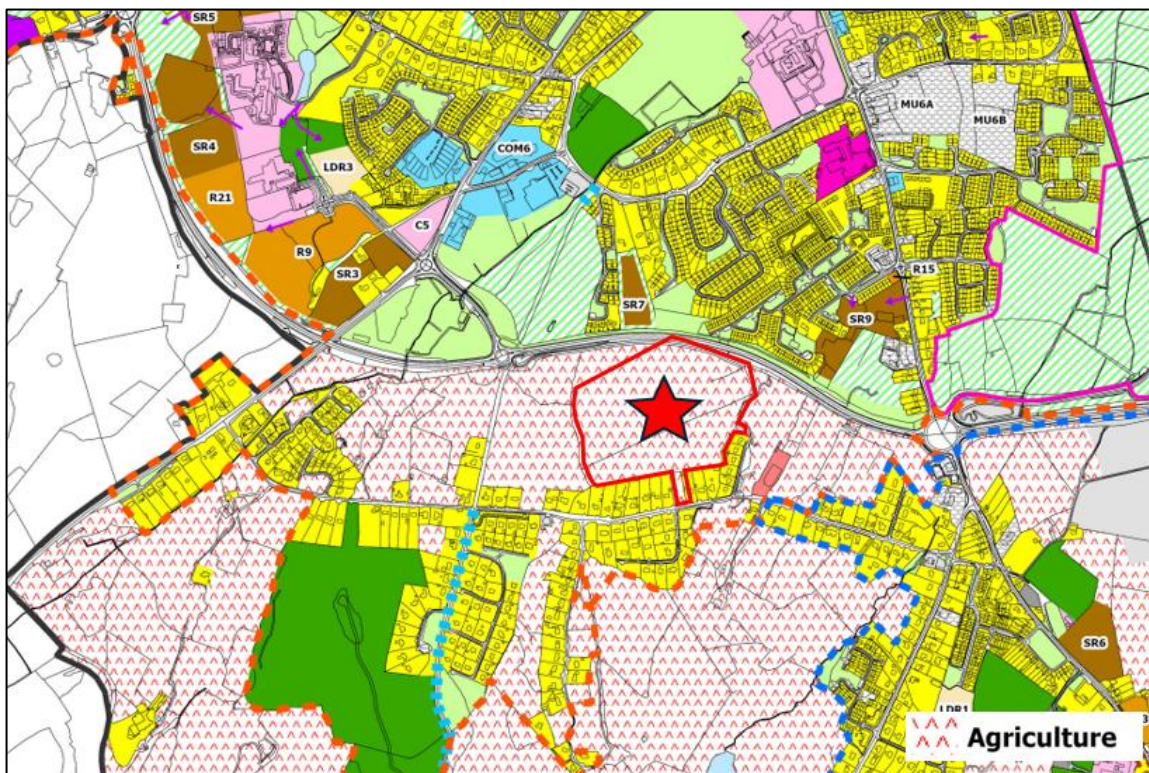 SR5
MU6A
MU6B
COM6
SR4
LDR3
R21
C5
R9
SR3
R15
SR7
SR9
SR6
LDR1
Agriculture